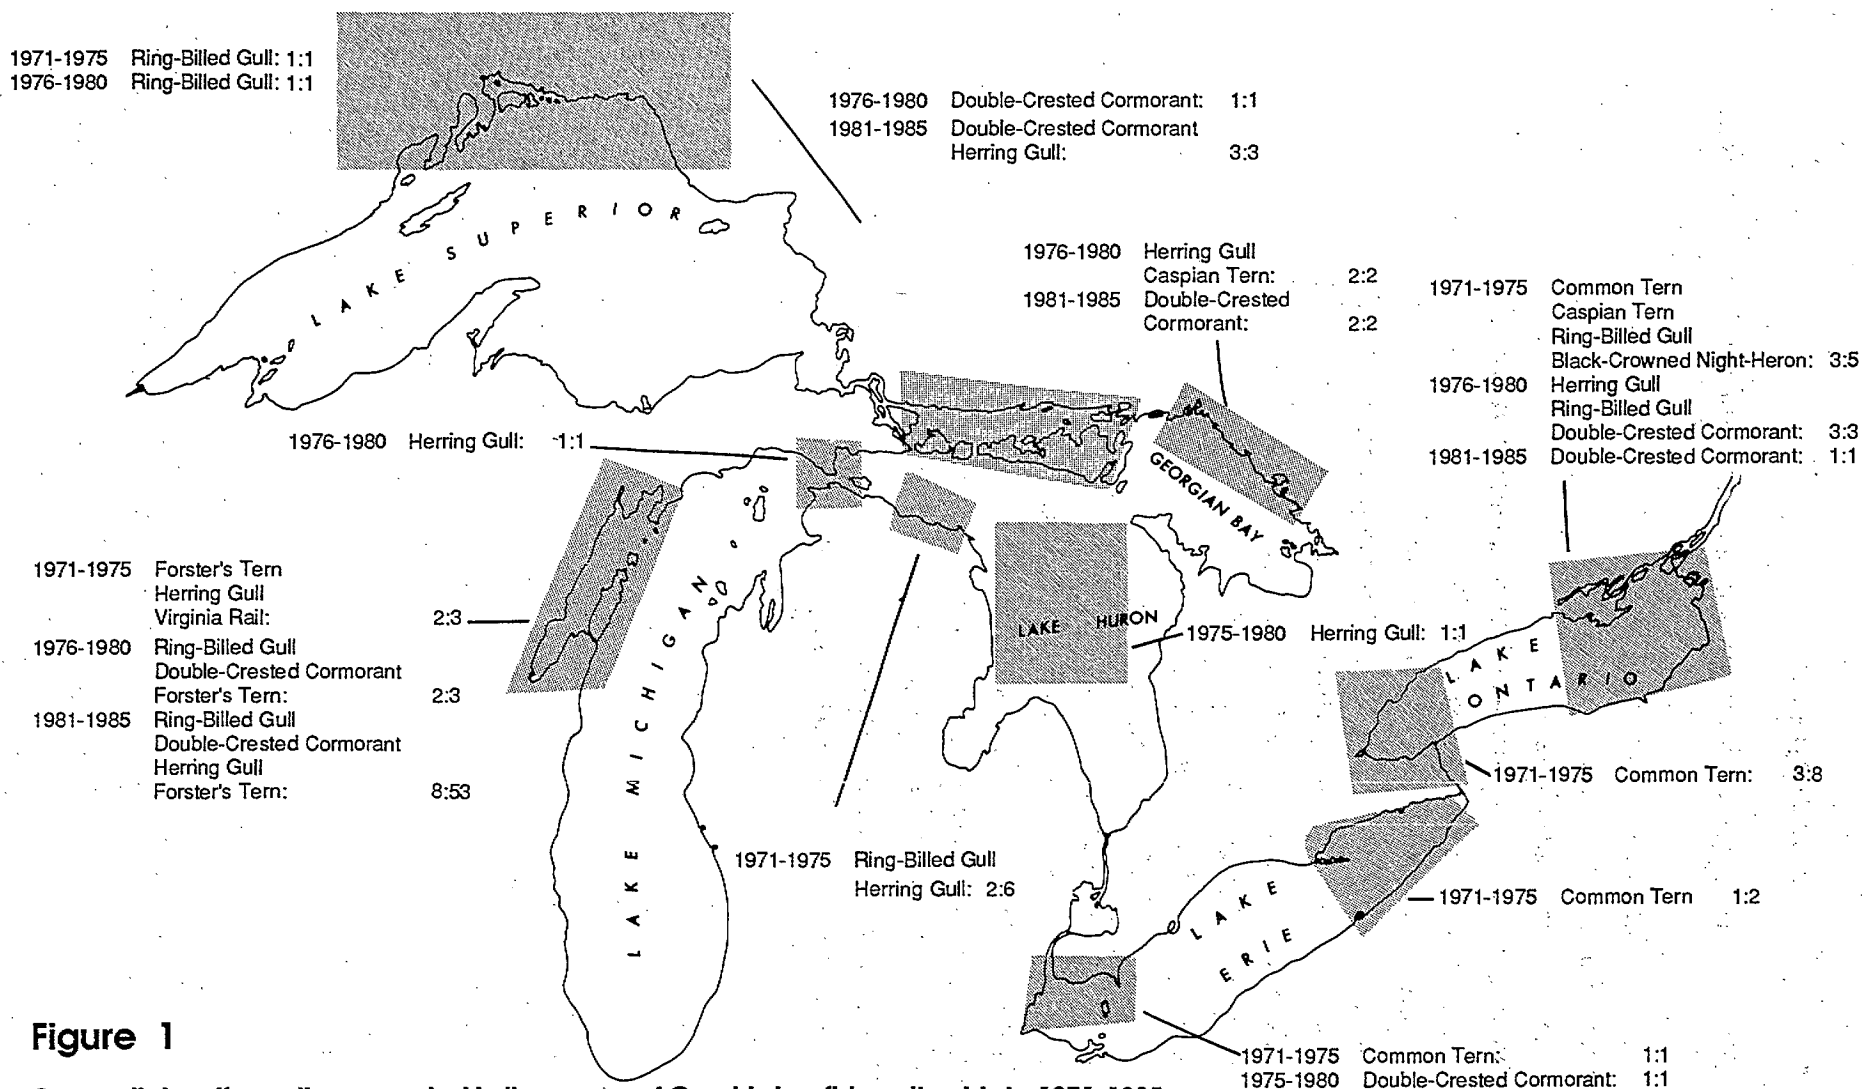 1971-1975 Ring-Billed Gull: 1:1
1976-1980 Ring-Billed Gull: 1:1
1976-1980 Double-Crested Cormorant: 1:1
1981-1985 Double-Crested Cormorant
Herring Gull: 3:3
LAKE SUPERIOR
1976-1980 Herring Gull
Caspian Tern: 2:2
1981-1985 Double-Crested
Cormorant: 2:2
1971-1975 Common Tern
Caspian Tern
Ring-Billed Gull
Black-Crowned Night-Heron: 3:5
1976-1980 Herring Gull
Ring-Billed Gull
Double-Crested Cormorant: 3:3
1981-1985 Double-Crested Cormorant: 1:1
1976-1980 Herring Gull: 1:1
GEORGIAN BAY
1971-1975 Forster's Tern
Herring Gull
Virginia Rail: 2:3
1976-1980 Ring-Billed Gull
Double-Crested Cormorant
Forster's Tern: 2:3
1981-1985 Ring-Billed Gull
Double-Crested Cormorant
Herring Gull
Forster's Tern: 8:53
LAKE MICHIGAN
LAKE HURON
1975-1980 Herring Gull: 1:1
LAKE
ONTARIO
1971-1975 Common Tern: 3:8
1971-1975 Ring-Billed Gull
Herring Gull: 2:6
1971-1975 Common Tern 1:2
LAKE
ERIE
1971-1975 Common Tern: 1:1
1975-1980 Double-Crested Cormorant: 1:1
Figure 1